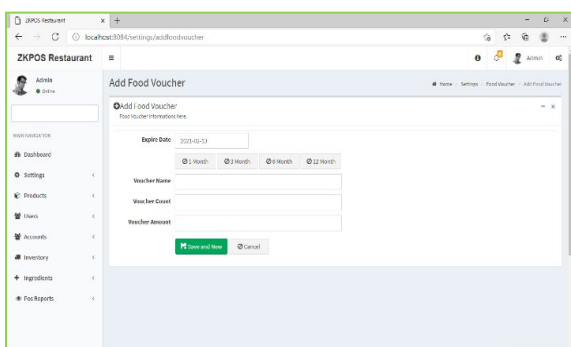 ZKPOS Restaurant
localhost:8084/settings/addfoodvoucher
ZKPOS Restaurant
Admin
Admin
Online
Add Food Voucher
Home Settings Food Voucher Add Food Voucher
Add Food Voucher
Food Voucher informations here.
MAIN NAVIGATOR
Expire Date
2021-02-13
1 Month 3 Month 6 Month 12 Month
Dashboard
Settings
Voucher Name
Products
Voucher Count
Users
Voucher Amount
Accounts
Save and New Cancel
Inventory
Ingredients
Pos Reports